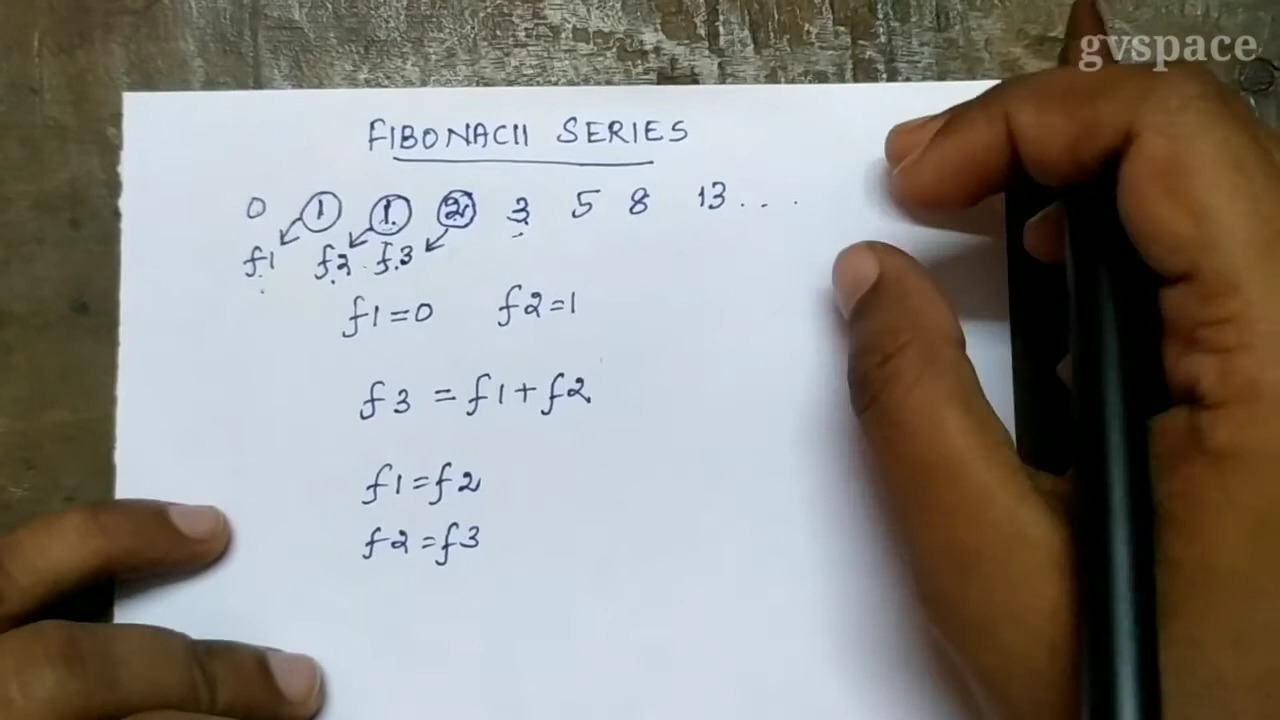 gvspace
FIBONACII SERIES
0 1 1 2 3 5 8 13 . . . .
f1 f2 f3
f1=0 f2=1
f3 = f1+f2
f1=f2
f2=f3